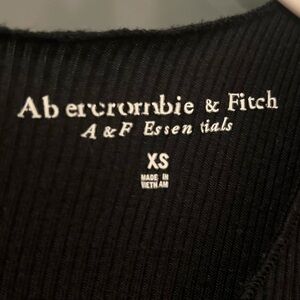 Abercrombie & Fitch
A&F Essentials
XS
MADE IN
VIETNAM